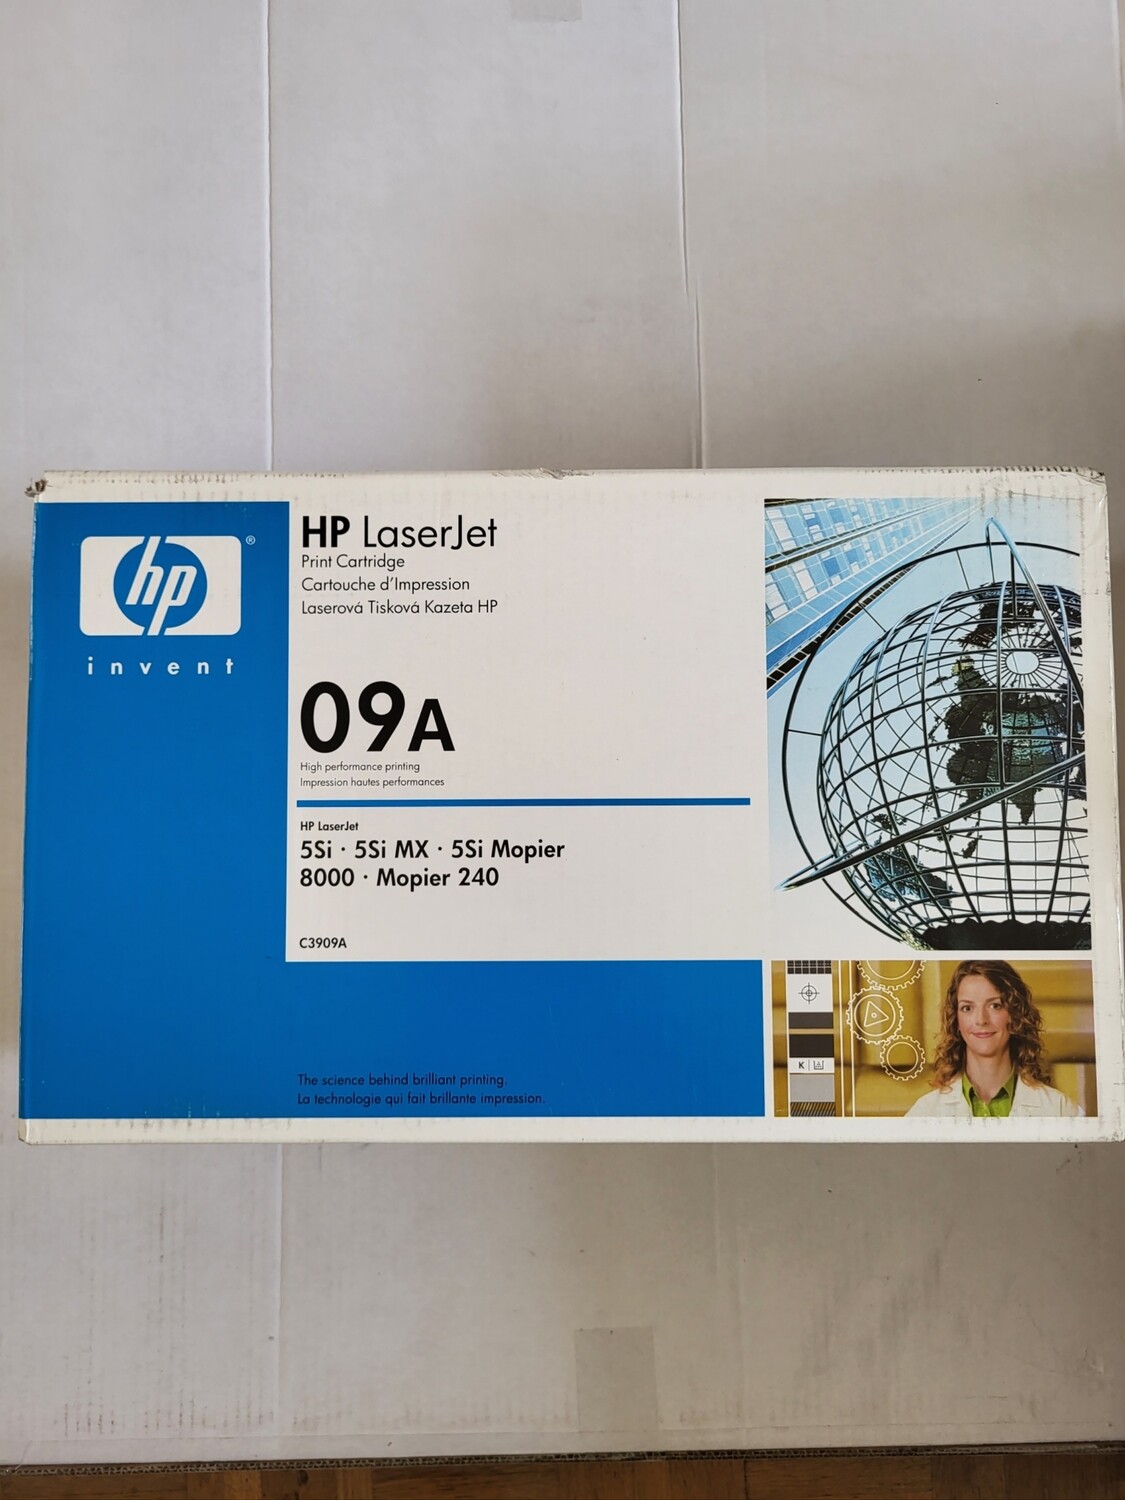 hp®
invent
HP LaserJet
Print Cartridge
Cartouche d'Impression
Laserová Tisková Kazeta HP
09A
High performance printing
Impression hautes performances
HP LaserJet
5Si · 5Si MX · 5Si Mopier
8000 · Mopier 240
C3909A
The science behind brilliant printing.
La technologie qui fait brillante impression.
K